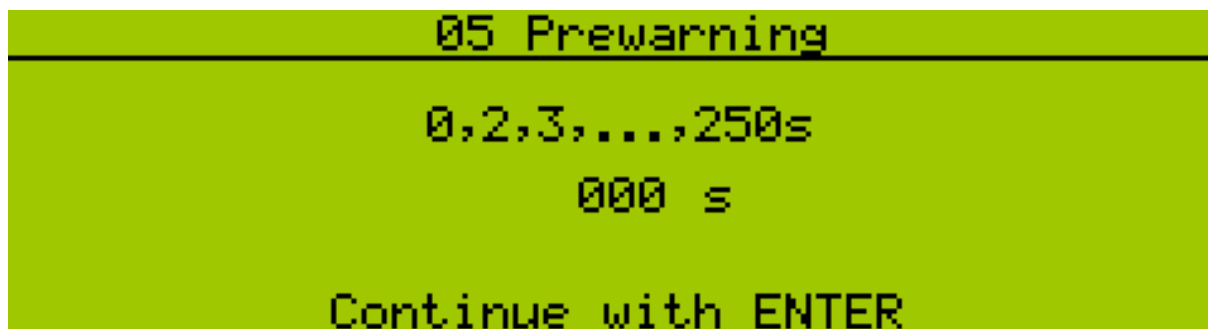 05 Prewarning
0,2,3,...,250s
000 s
Continue with ENTER